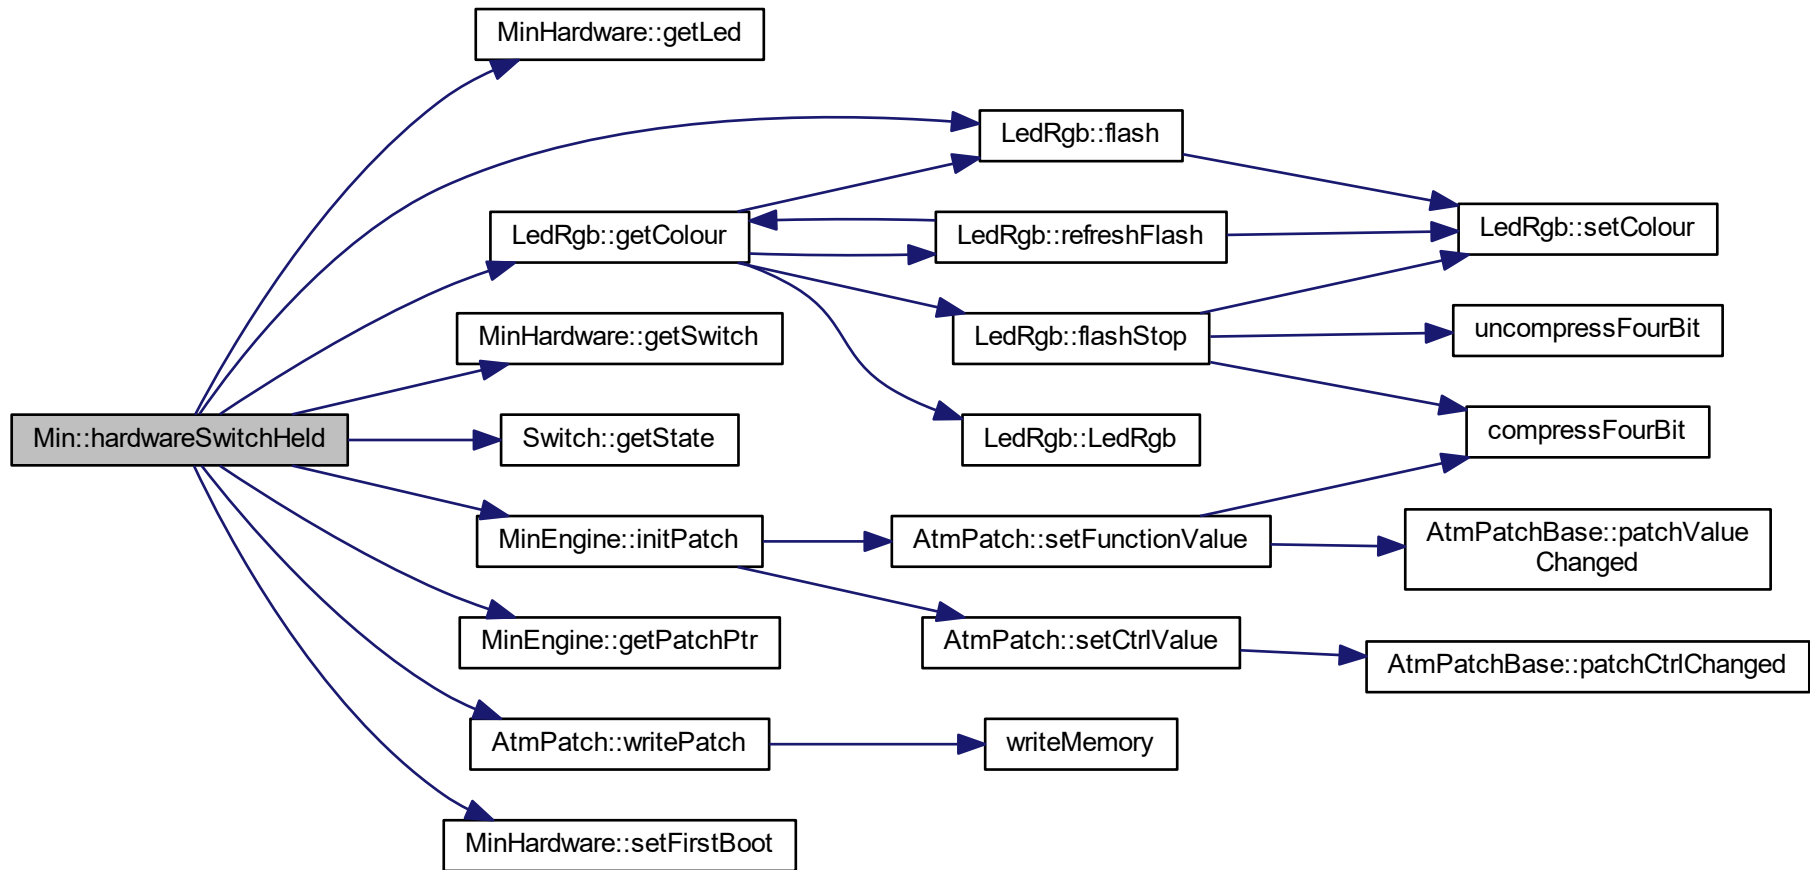 MinHardware::getLed
LedRgb::flash
LedRgb::getColour
LedRgb::refreshFlash
LedRgb::setColour
MinHardware::getSwitch
LedRgb::flashStop
uncompressFourBit
Min::hardwareSwitchHeld
Switch::getState
LedRgb::LedRgb
compressFourBit
MinEngine::initPatch
AtmPatch::setFunctionValue
AtmPatchBase::patchValue
Changed
MinEngine::getPatchPtr
AtmPatch::setCtrlValue
AtmPatchBase::patchCtrlChanged
AtmPatch::writePatch
writeMemory
MinHardware::setFirstBoot